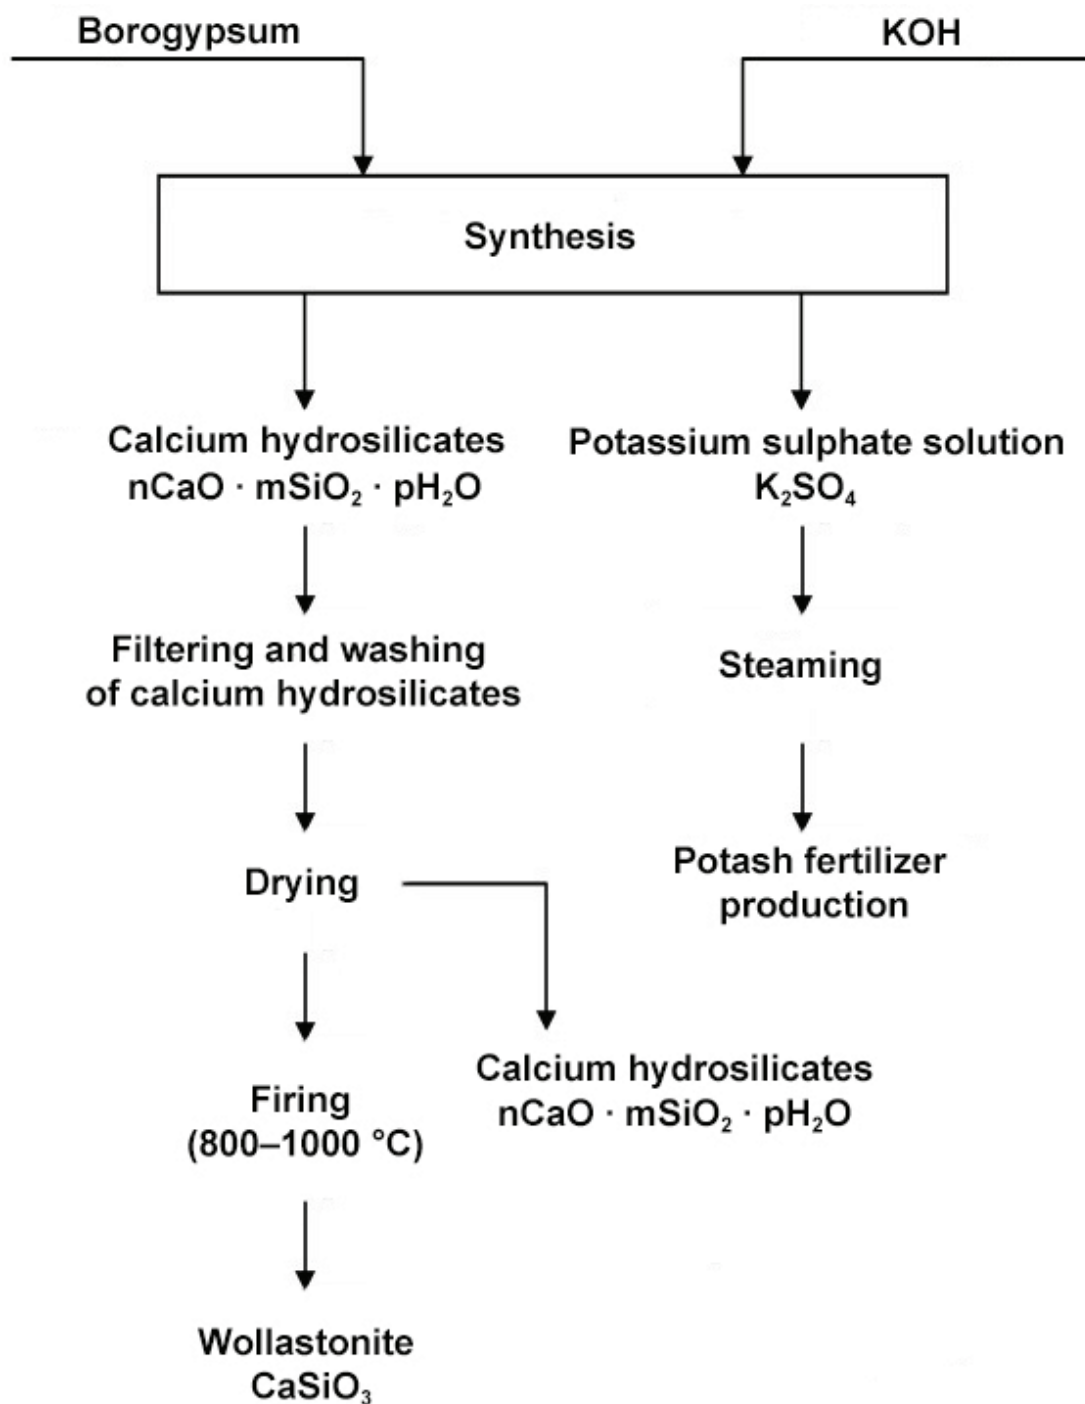 Borogypsum
KOH
Synthesis
Calcium hydrosilicates
nCaO · mSiO₂ · pH₂O
Potassium sulphate solution
K₂SO₄
Filtering and washing
of calcium hydrosilicates
Steaming
Drying
Potash fertilizer
production
Firing
(800–1000 °C)
Calcium hydrosilicates
nCaO · mSiO₂ · pH₂O
Wollastonite
CaSiO₃